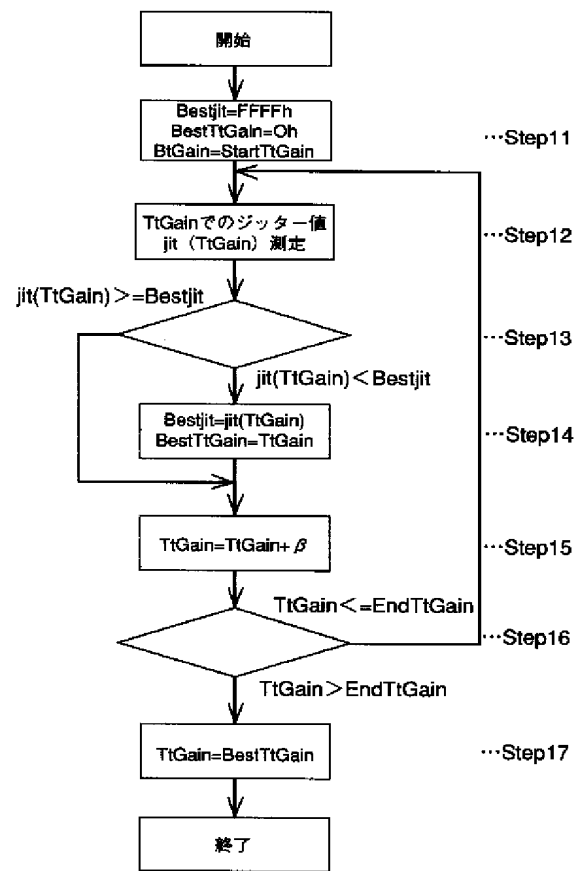 開始
Bestjit=FFFFh
BestTtGain=0h
BtGain=StartTtGain
…Step11
TtGainでのジッター値
jit（TtGain）測定
…Step12
jit(TtGain)＞=Bestjit
…Step13
jit(TtGain)＜Bestjit
Bestjit=jit(TtGain)
BestTtGain=TtGain
…Step14
TtGain=TtGain+β
…Step15
TtGain＜=EndTtGain
…Step16
TtGain＞EndTtGain
TtGain=BestTtGain
…Step17
終了